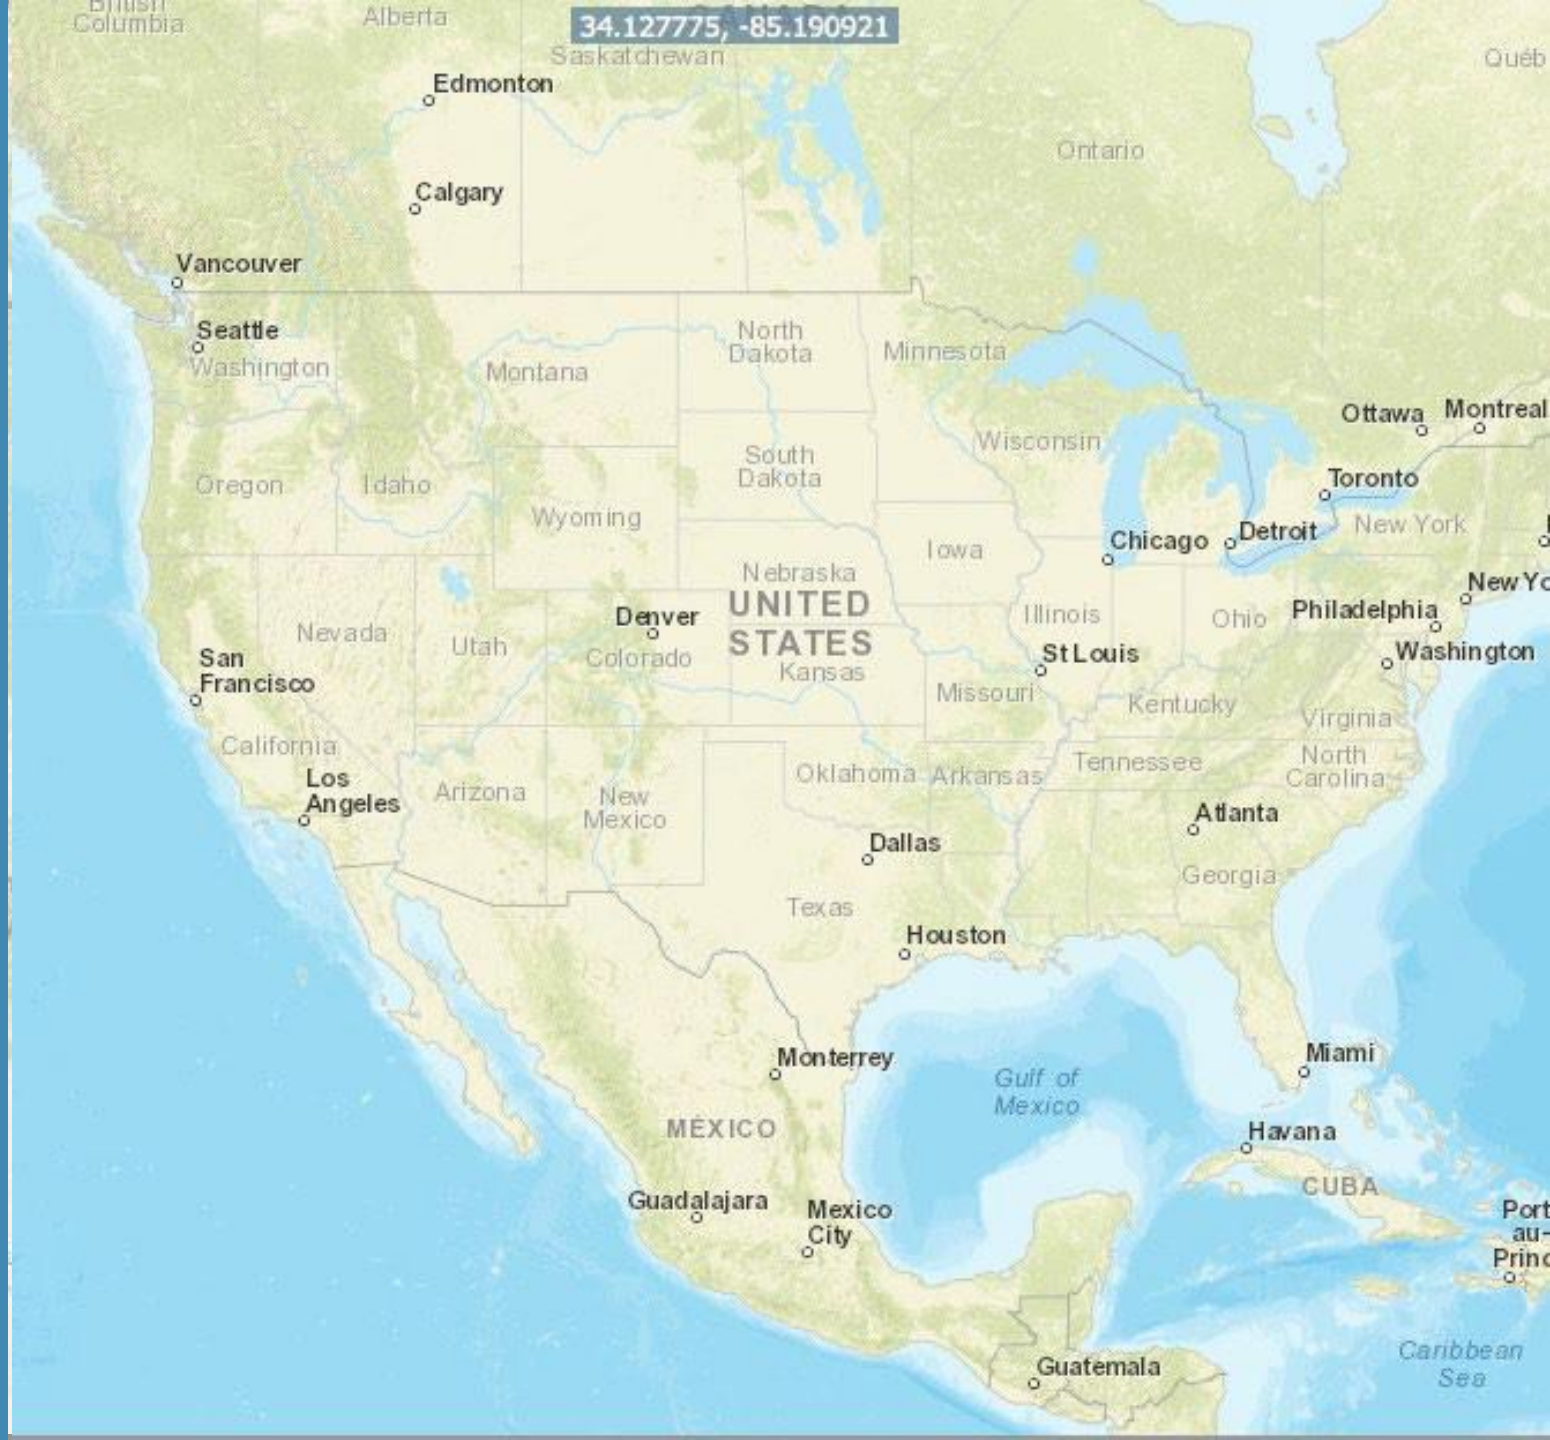 British
Columbia
Alberta
34.127775, -85.190921
Saskatchewan
Québ
Edmonton
Ontario
Calgary
Vancouver
Seattle
Washington
Montana
North
Dakota
Minnesota
Ottawa
Montreal
Wisconsin
South
Dakota
Oregon
Idaho
Toronto
Wyoming
New York
Chicago
Detroit
Iowa
Nebraska
New Yo
UNITED
STATES
Illinois
Ohio
Philadelphia
Denver
Colorado
Nevada
Utah
Kansas
St Louis
Washington
San
Francisco
Missouri
Kentucky
Virginia
California
Tennessee
North
Carolina
Los
Angeles
Arizona
New
Mexico
Oklahoma
Arkansas
Atlanta
Dallas
Georgia
Texas
Houston
Monterrey
Miami
Gulf of
Mexico
MÉXICO
Havana
CUBA
Guadalajara
Mexico
City
Port
au-
Princ
Guatemala
Caribbean
Sea